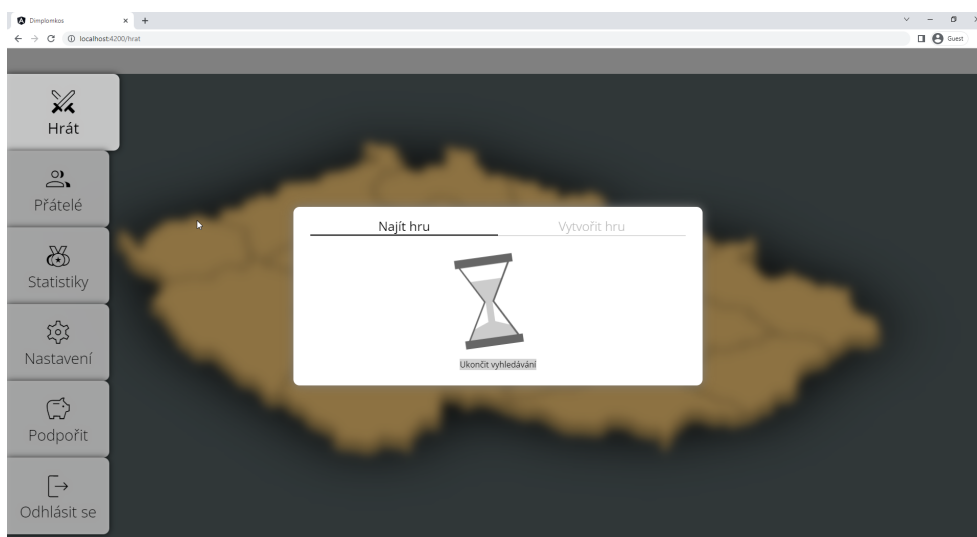 Dimplomkos
localhost:4200/hrat
Guest
Hrát
Přátelé
Statistiky
Nastavení
Podpořit
Odhlásit se
Najít hru
Vytvořit hru
Ukončit vyhledávání